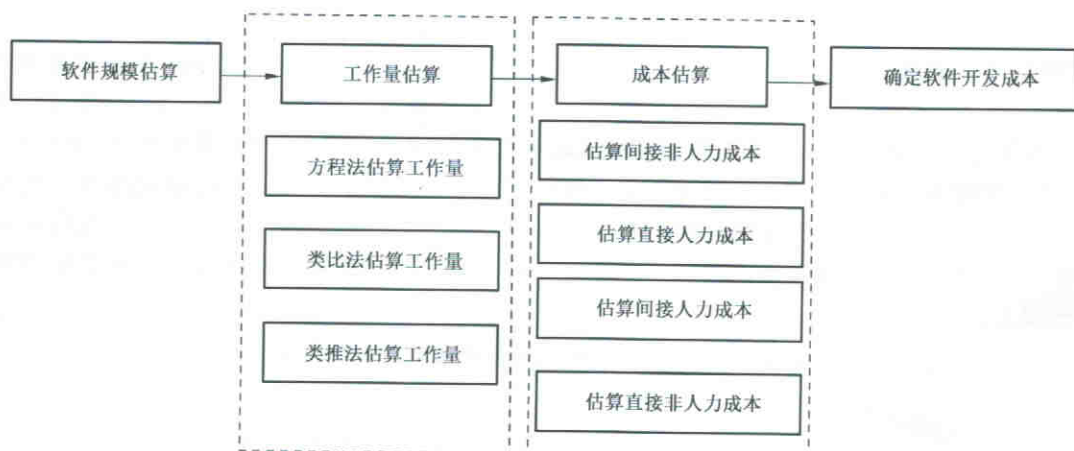 软件规模估算
工作量估算
成本估算
确定软件开发成本
方程法估算工作量
类比法估算工作量
类推法估算工作量
估算间接非人力成本
估算直接人力成本
估算间接人力成本
估算直接非人力成本